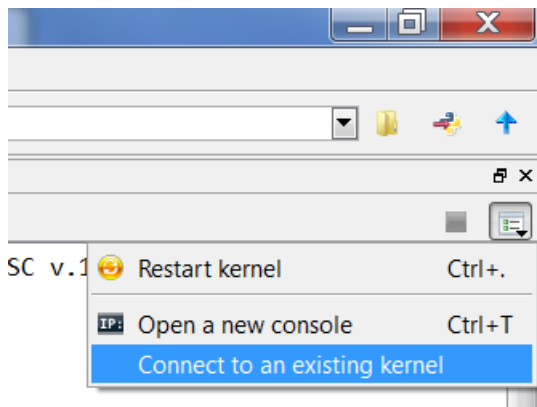 SC v.1
Restart kernel Ctrl+.
IP: Open a new console Ctrl+T
Connect to an existing kernel